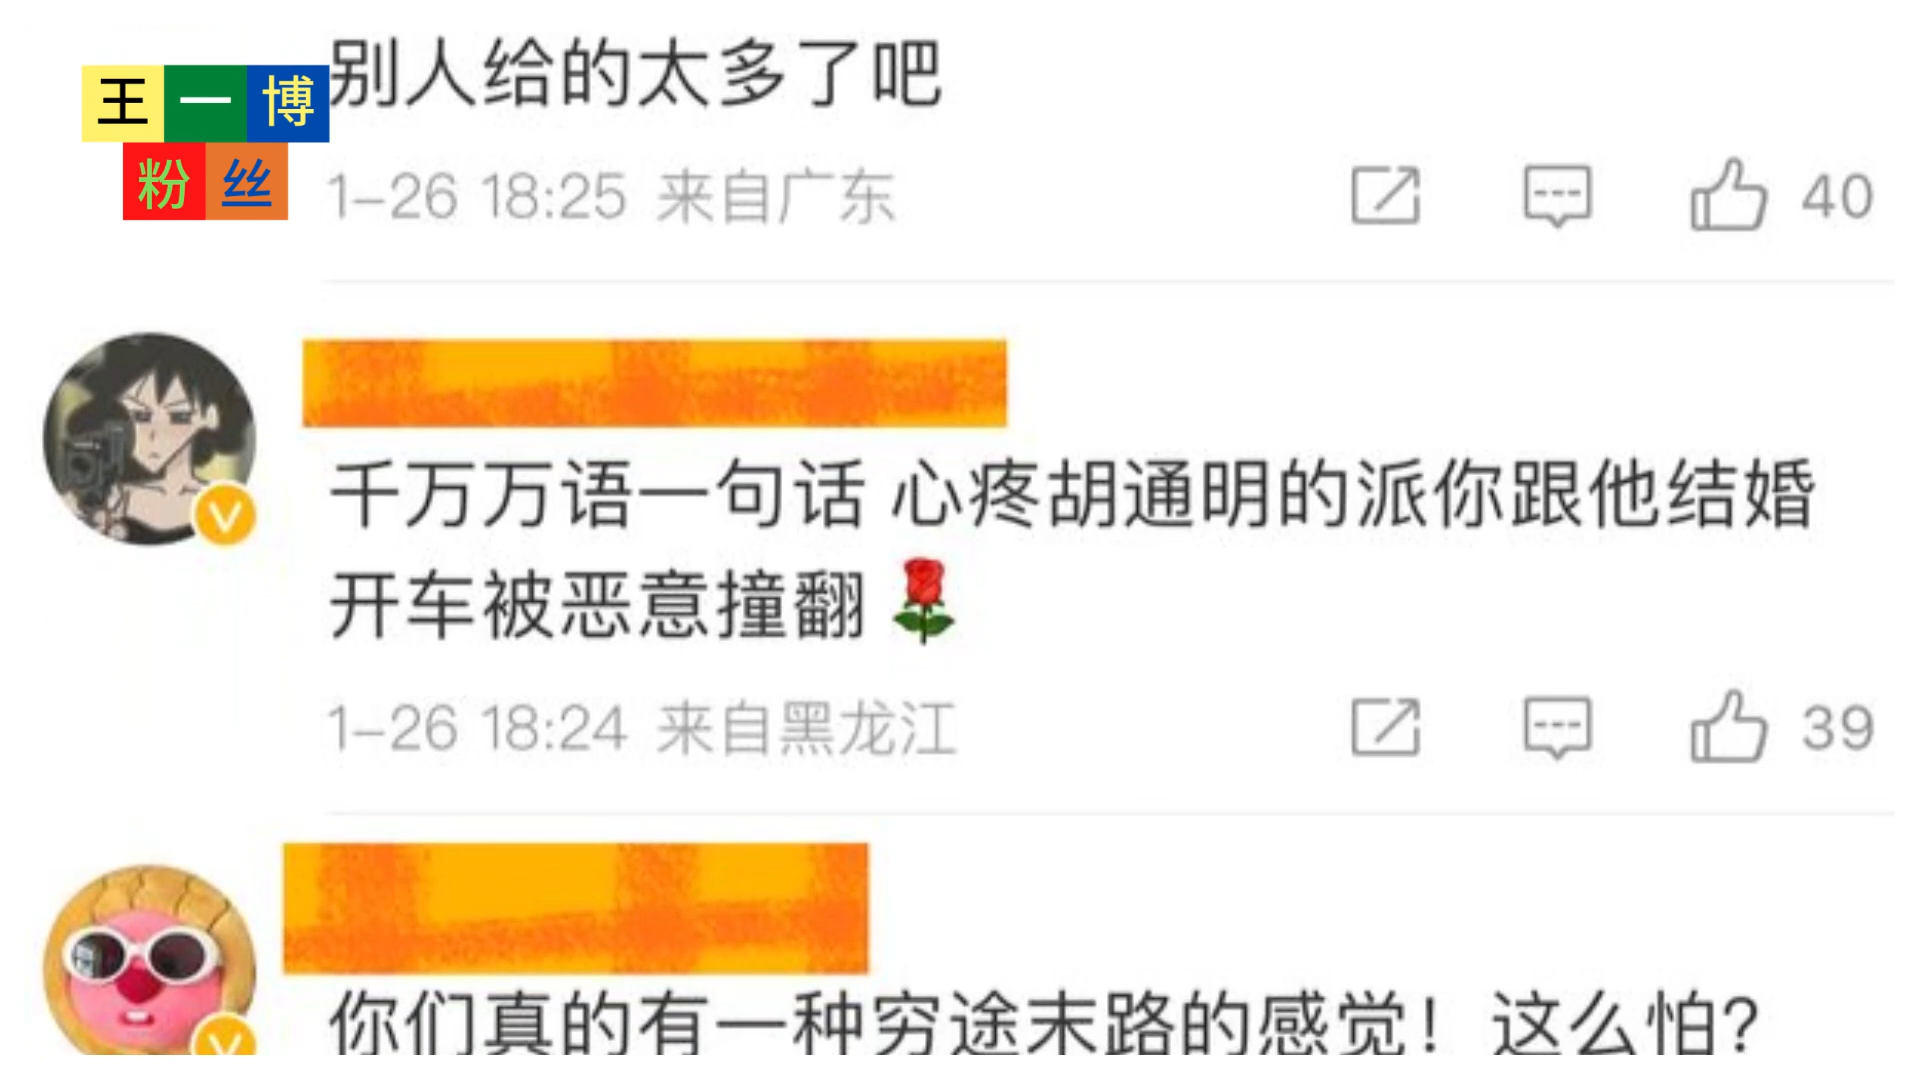 王一博
粉丝
别人给的太多了吧
1-26 18:25 来自广东
40
千万万语一句话 心疼胡通明的派你跟他结婚
开车被恶意撞翻🌹
1-26 18:24 来自黑龙江
39
你们真的有一种穷途末路的感觉！这么怕?